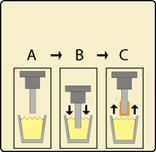 A → B → C